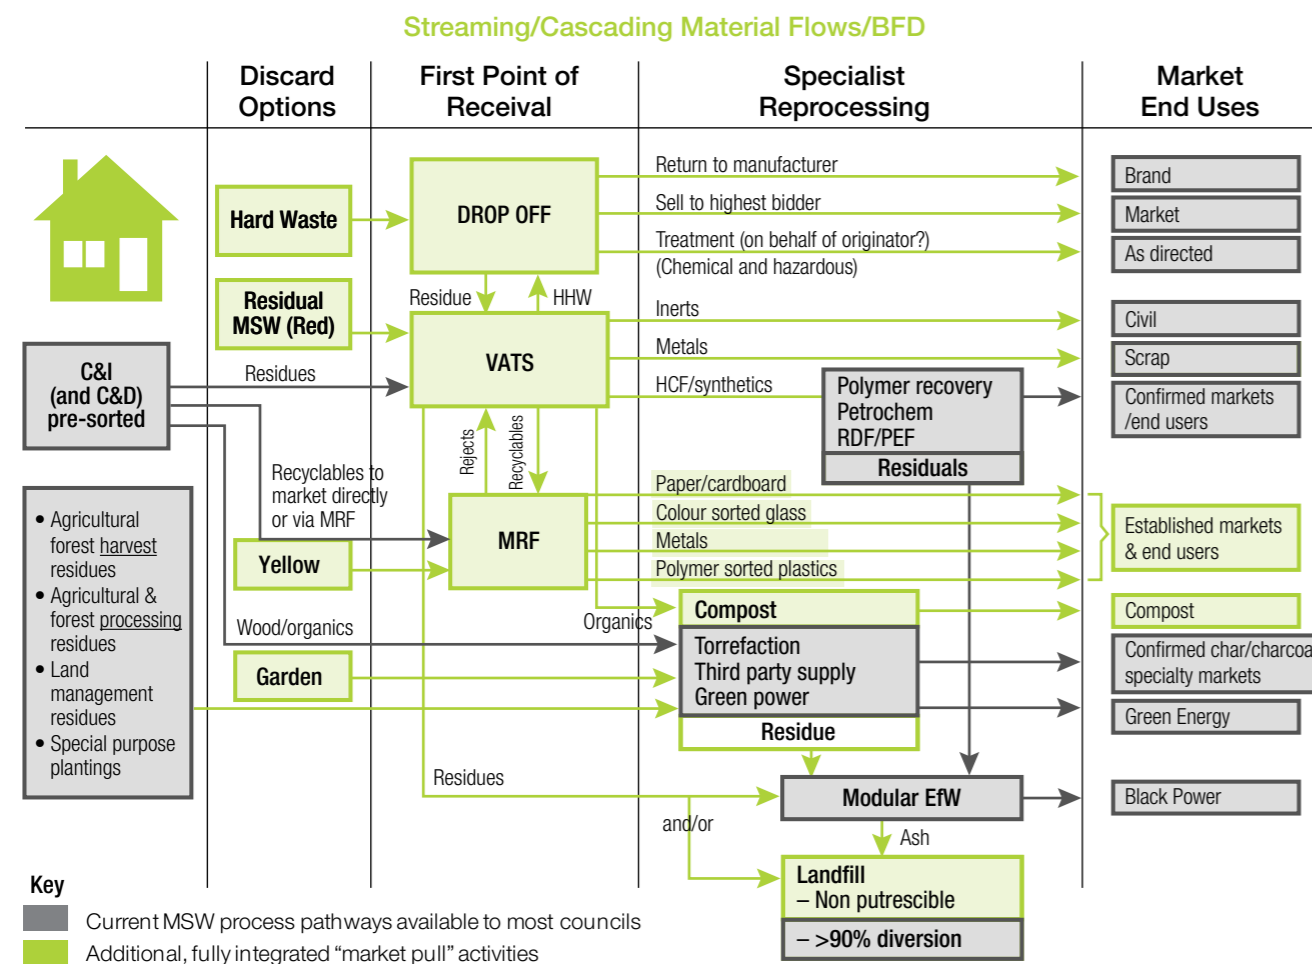 Streaming/Cascading Material Flows/BFD
Discard
Options
First Point of
Receival
Specialist
Reprocessing
Market
End Uses
Hard Waste
Residual
MSW (Red)
C&I
(and C&D)
pre-sorted
• Agricultural
forest harvest
residues
• Agricultural &
forest processing
residues
• Land
management
residues
• Special purpose
plantings
Residues
Recyclables to
market directly
or via MRF
Yellow
Wood/organics
Garden
DROP OFF
Residue
HHW
VATS
Rejects
Recyclables
MRF
Organics
Residues
and/or
Return to manufacturer
Sell to highest bidder
Treatment (on behalf of originator?)
(Chemical and hazardous)
Inerts
Metals
HCF/synthetics
Polymer recovery
Petrochem
RDF/PEF
Residuals
Paper/cardboard
Colour sorted glass
Metals
Polymer sorted plastics
Compost
Torrefaction
Third party supply
Green power
Residue
Modular EfW
Ash
Landfill
– Non putrescible
– >90% diversion
Brand
Market
As directed
Civil
Scrap
Confirmed markets
/end users
Established markets
& end users
Compost
Confirmed char/charcoa
specialty markets
Green Energy
Black Power
Key
Current MSW process pathways available to most councils
Additional, fully integrated “market pull” activities